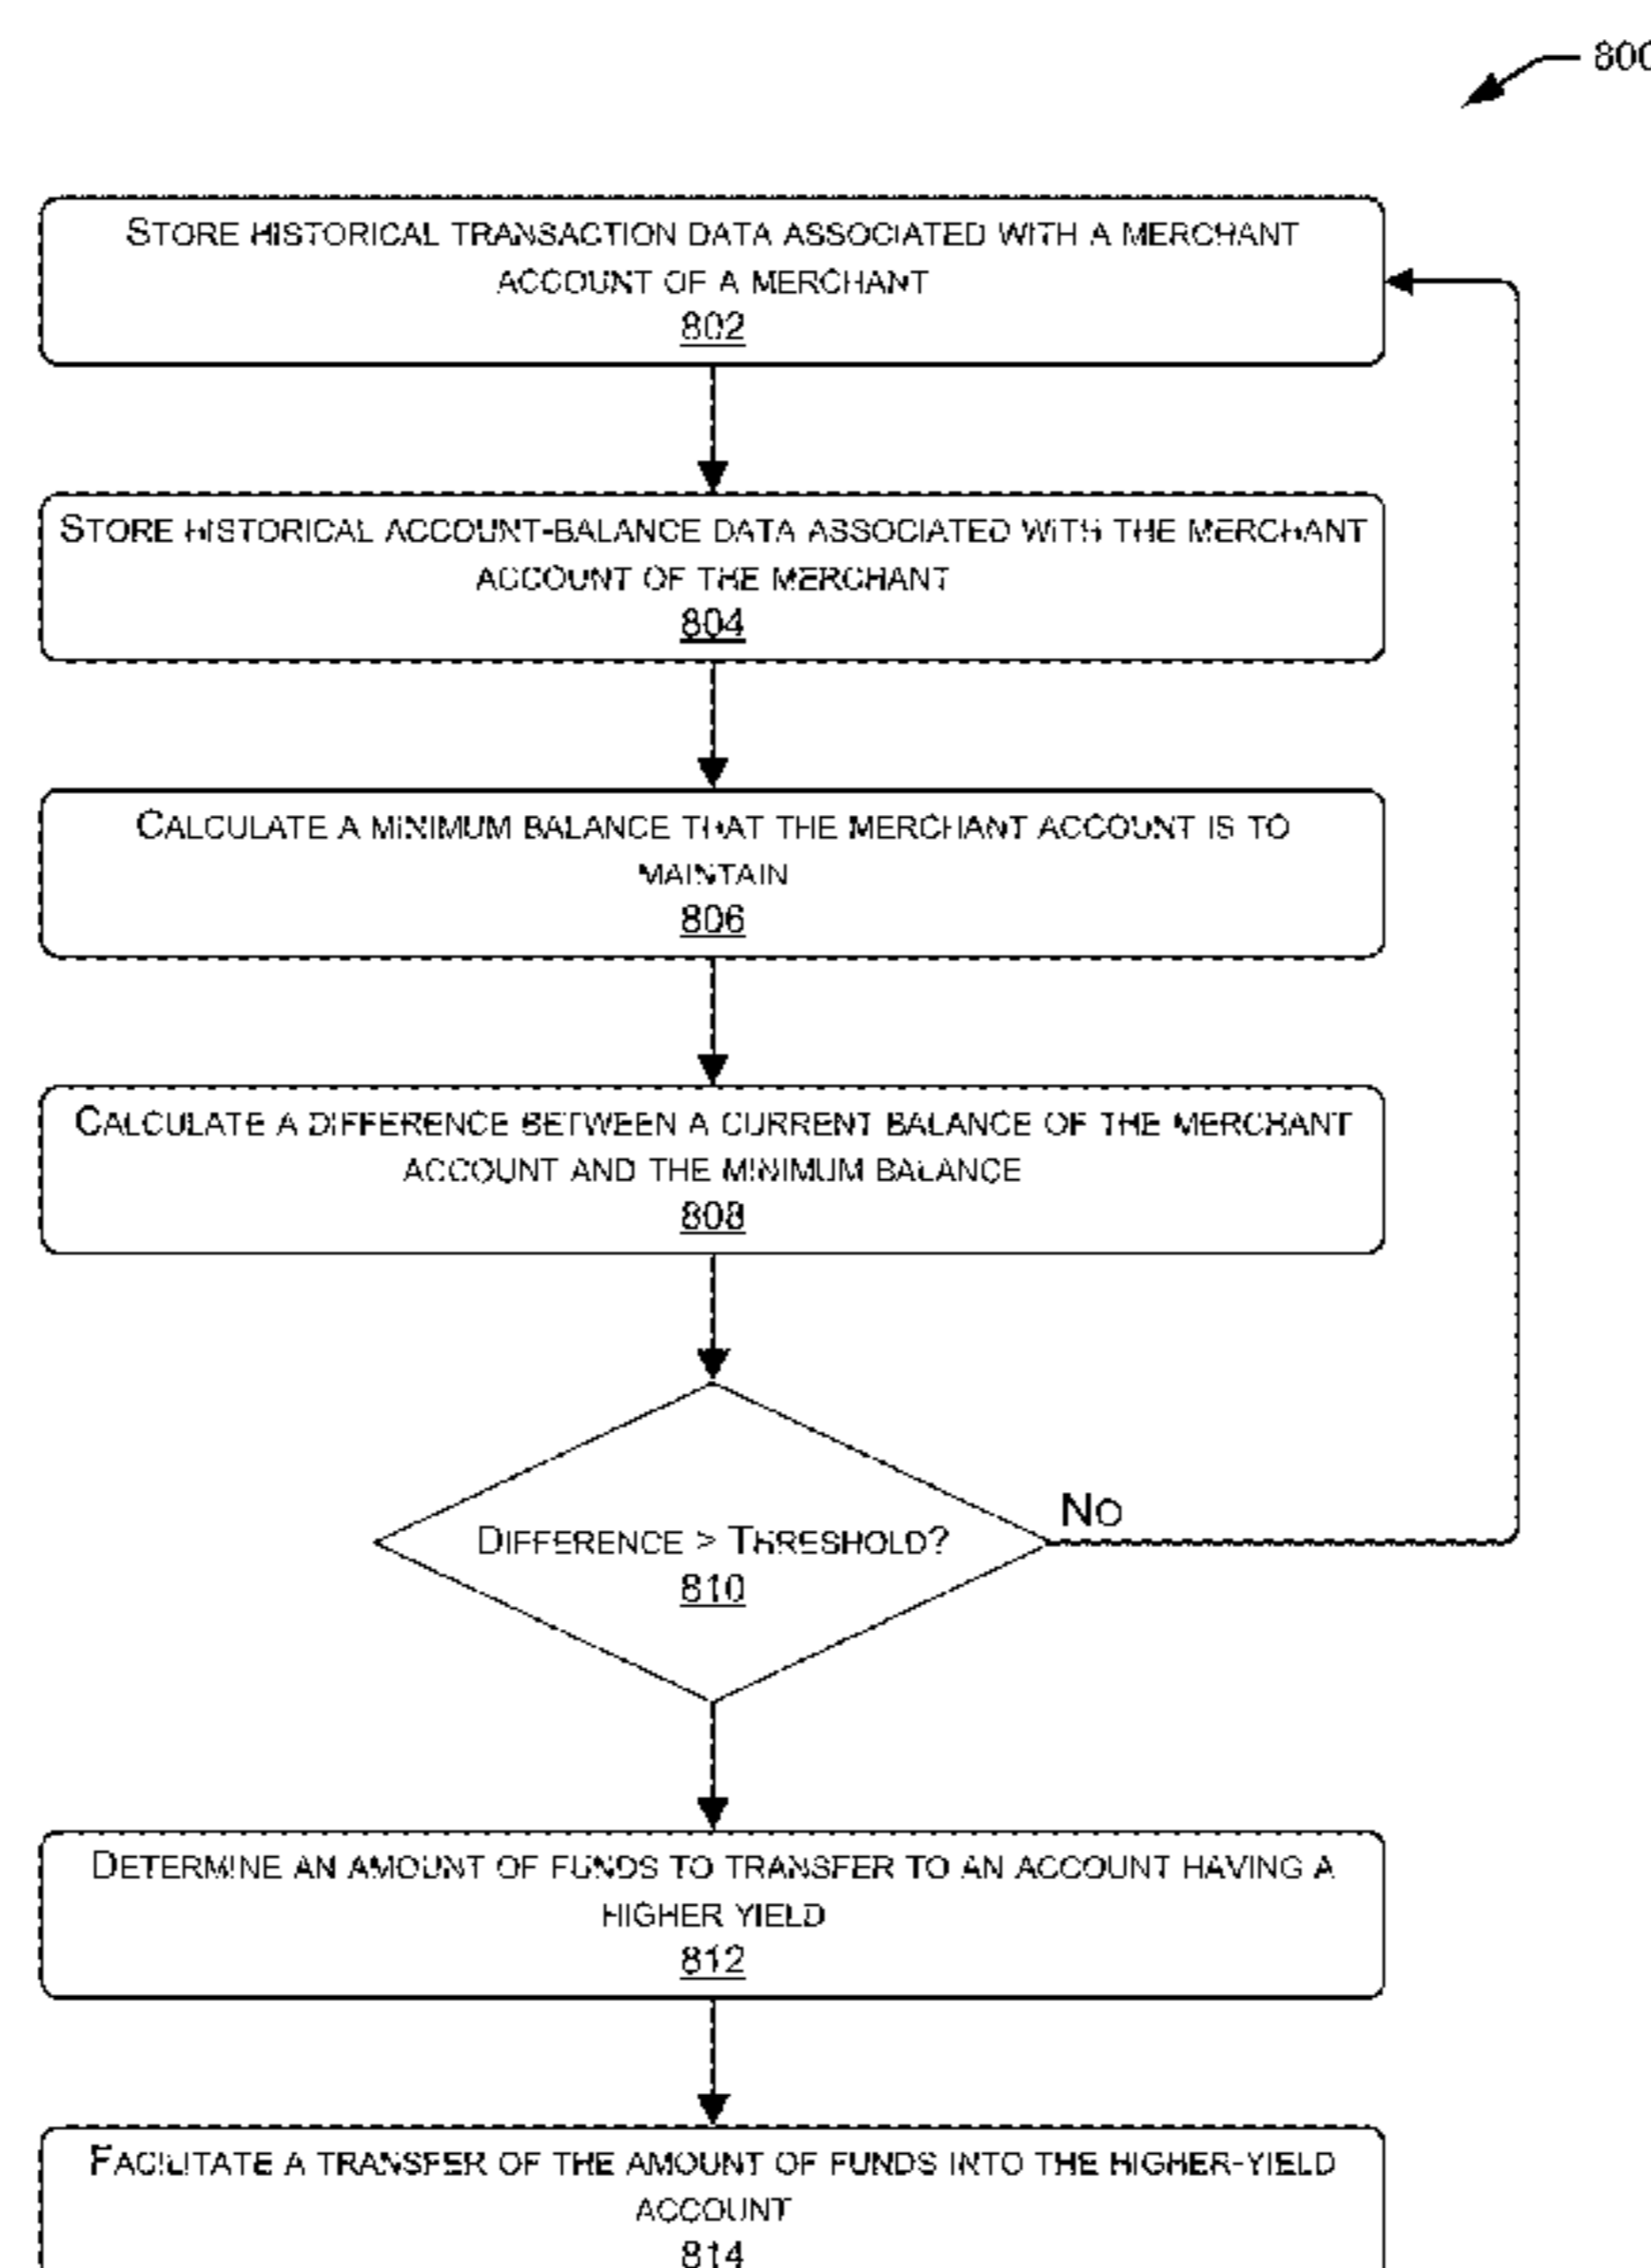 800
STORE HISTORICAL TRANSACTION DATA ASSOCIATED WITH A MERCHANT
ACCOUNT OF A MERCHANT
802
STORE HISTORICAL ACCOUNT-BALANCE DATA ASSOCIATED WITH THE MERCHANT
ACCOUNT OF THE MERCHANT
804
CALCULATE A MINIMUM BALANCE THAT THE MERCHANT ACCOUNT IS TO
MAINTAIN
806
CALCULATE A DIFFERENCE BETWEEN A CURRENT BALANCE OF THE MERCHANT
ACCOUNT AND THE MINIMUM BALANCE
808
DIFFERENCE > THRESHOLD?
810
NO
DETERMINE AN AMOUNT OF FUNDS TO TRANSFER TO AN ACCOUNT HAVING A
HIGHER YIELD
812
FACILITATE A TRANSFER OF THE AMOUNT OF FUNDS INTO THE HIGHER-YIELD
ACCOUNT
814